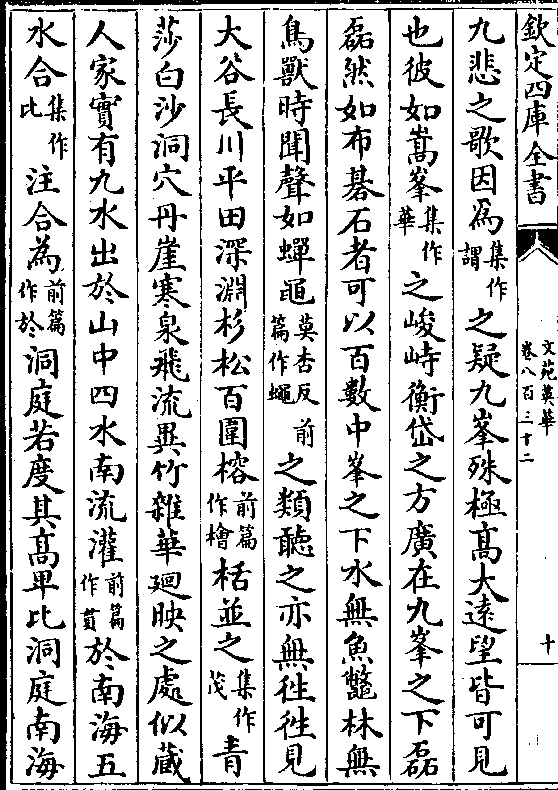 欽定四庫全書
文苑英華
卷八百三十二
十
九悲之歌因爲集作謂之疑九峯殊極髙大遠望皆可見
也彼如嵩峯集作華之峻峙衡岱之方廣在九峯之下磊
磊然如布碁石者可以百數中峯之下水無魚鼈林無
鳥獸時聞聲如蟬黽莫杏反前篇作蠅之類聽之亦無徃徃見
大谷長川平田深淵杉松百圍榕前篇作檜栝並之集作茂青
莎白沙洞穴丹崖寒泉飛流異竹雜華廻映之處似蔵
人家實有九水出於山中四水南流灌前篇作貫於南海五
水合集作比注合為前篇作於洞庭若度其髙卑比洞庭南海